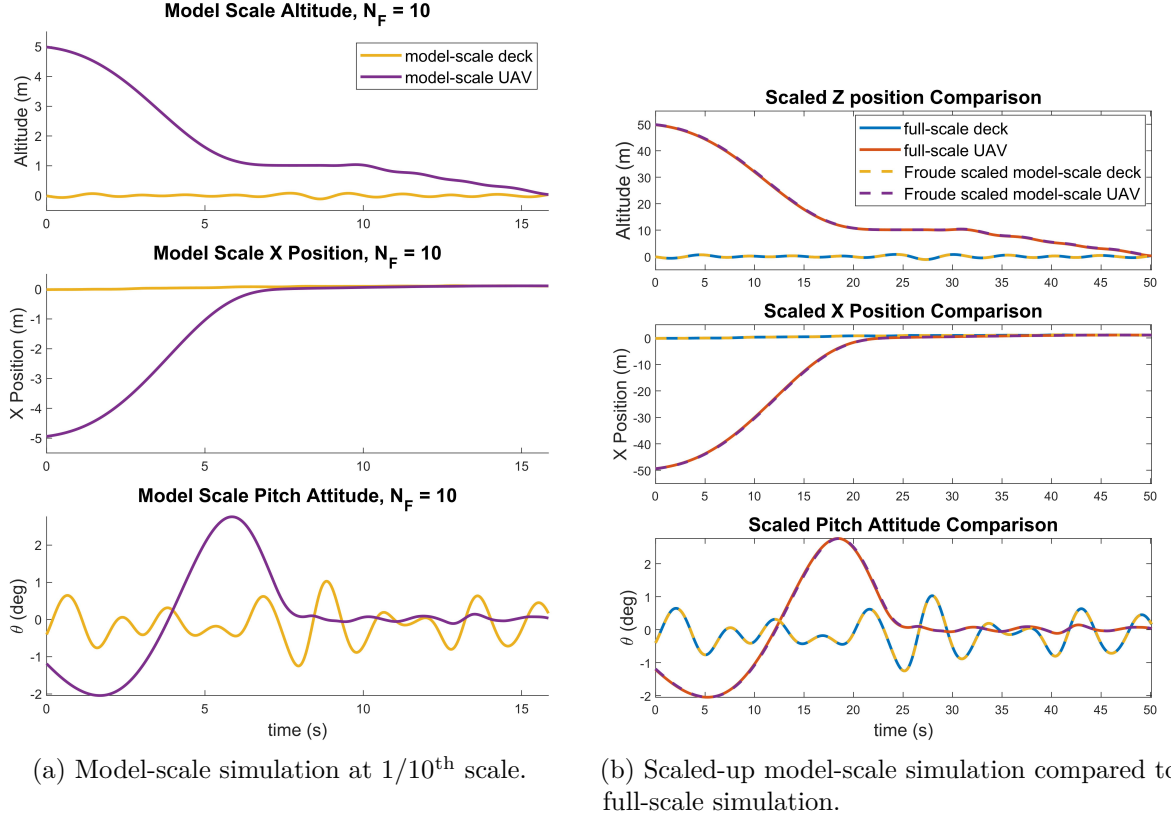 Model Scale Altitude, N_F = 10
Altitude (m)
5
4
3
2
1
0
model-scale deck
model-scale UAV
0 5 10 15
Model Scale X Position, N_F = 10
X Position (m)
0
-1
-2
-3
-4
-5
0 5 10 15
Model Scale Pitch Attitude, N_F = 10
θ (deg)
2
1
0
-1
-2
0 5 10 15
time (s)
(a) Model-scale simulation at 1/10th scale.
Scaled Z position Comparison
Altitude (m)
50
40
30
20
10
0
full-scale deck
full-scale UAV
Froude scaled model-scale deck
Froude scaled model-scale UAV
0 5 10 15 20 25 30 35 40 45 50
Scaled X Position Comparison
X Position (m)
0
-10
-20
-30
-40
-50
0 5 10 15 20 25 30 35 40 45 50
Scaled Pitch Attitude Comparison
θ (deg)
2
1
0
-1
-2
0 5 10 15 20 25 30 35 40 45 50
time (s)
(b) Scaled-up model-scale simulation compared to
full-scale simulation.